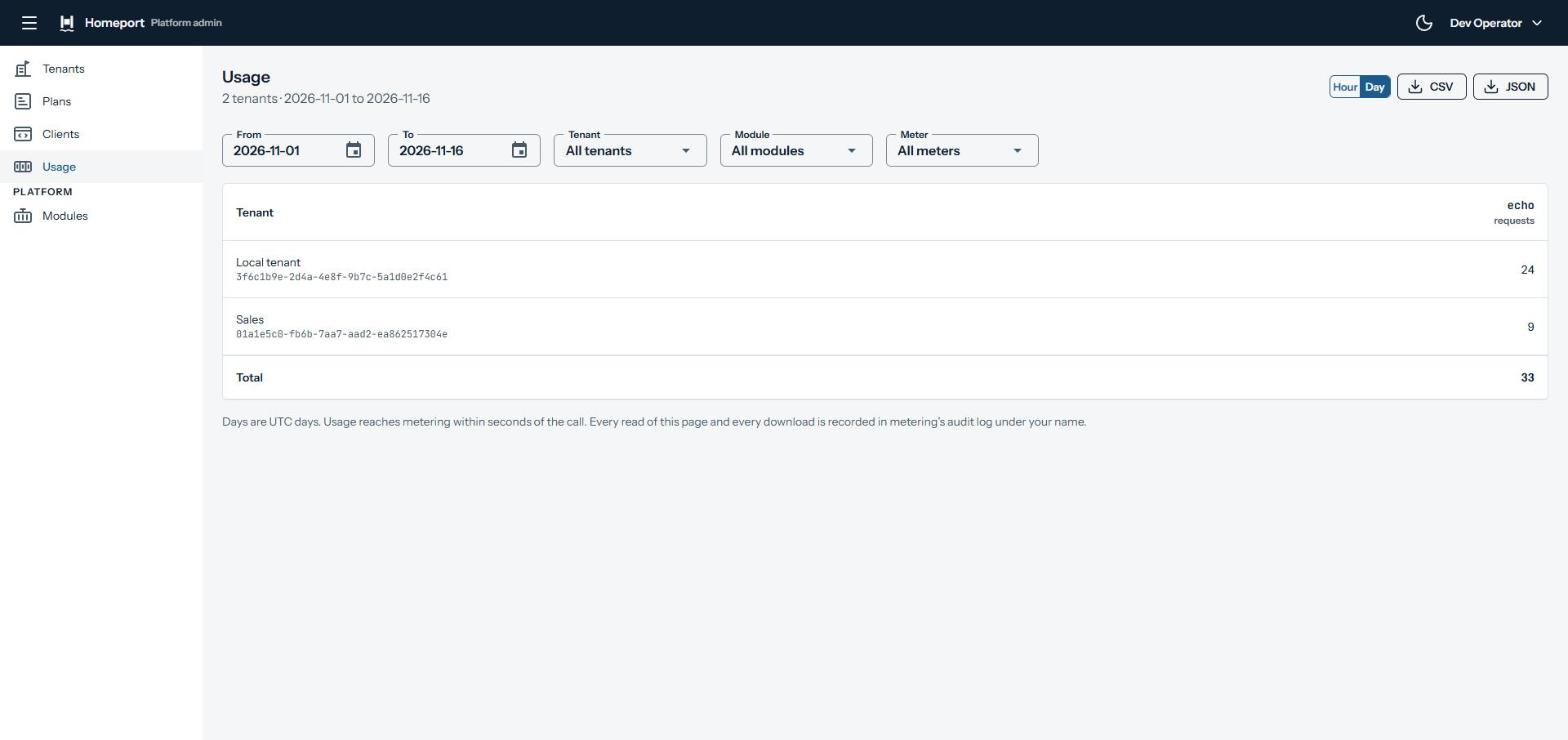 Homeport Platform admin
Dev Operator
Tenants
Plans
Clients
Usage
PLATFORM
Modules
Usage
2 tenants · 2026-11-01 to 2026-11-16
Hour Day CSV JSON
From To Tenant Module Meter
2026-11-01 2026-11-16 All tenants All modules All meters
Tenant echo
requests
Local tenant
3f6c1b9e-2d4a-4e8f-9b7c-5a1d0e2f4c61
24
Sales
01a1e5c0-fb6b-7aa7-aad2-ea862517304e
9
Total 33
Days are UTC days. Usage reaches metering within seconds of the call. Every read of this page and every download is recorded in metering's audit log under your name.